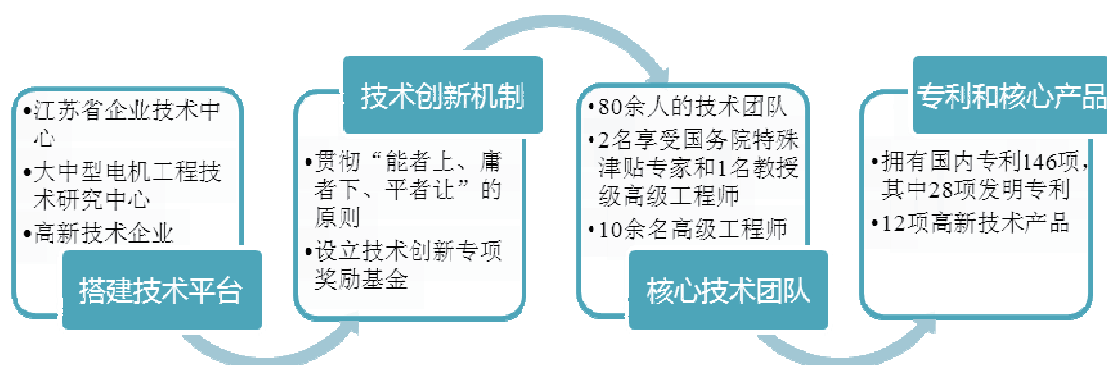 •江苏省企业技术中
心
•大中型电机工程技
术研究中心
•高新技术企业
搭建技术平台
技术创新机制
•贯彻“能者上、庸
者下、平者让”的
原则
•设立技术创新专项
奖励基金
•80余人的技术团队
•2名享受国务院特殊
津贴专家和1名教授
级高级工程师
•10余名高级工程师
核心技术团队
专利和核心产品
•拥有国内专利146项，
其中28项发明专利
•12项高新技术产品